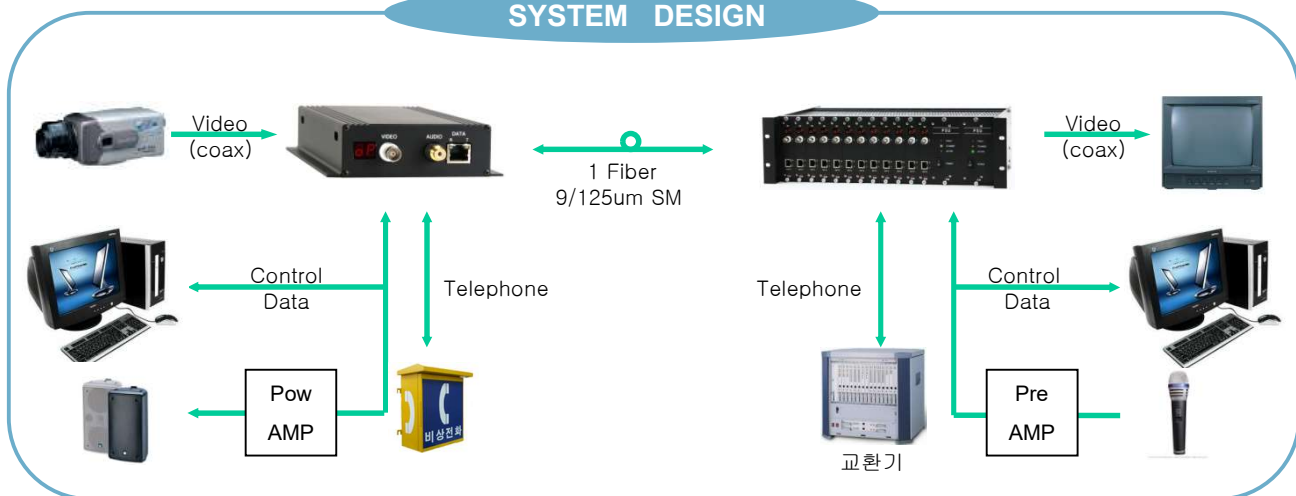 SYSTEM DESIGN
Video
(coax)
VIDEO
AUDIO
DATA
1 Fiber
9/125um SM
Video
(coax)
Control
Data
Telephone
Telephone
Control
Data
Pow
AMP
비상전화
교환기
Pre
AMP